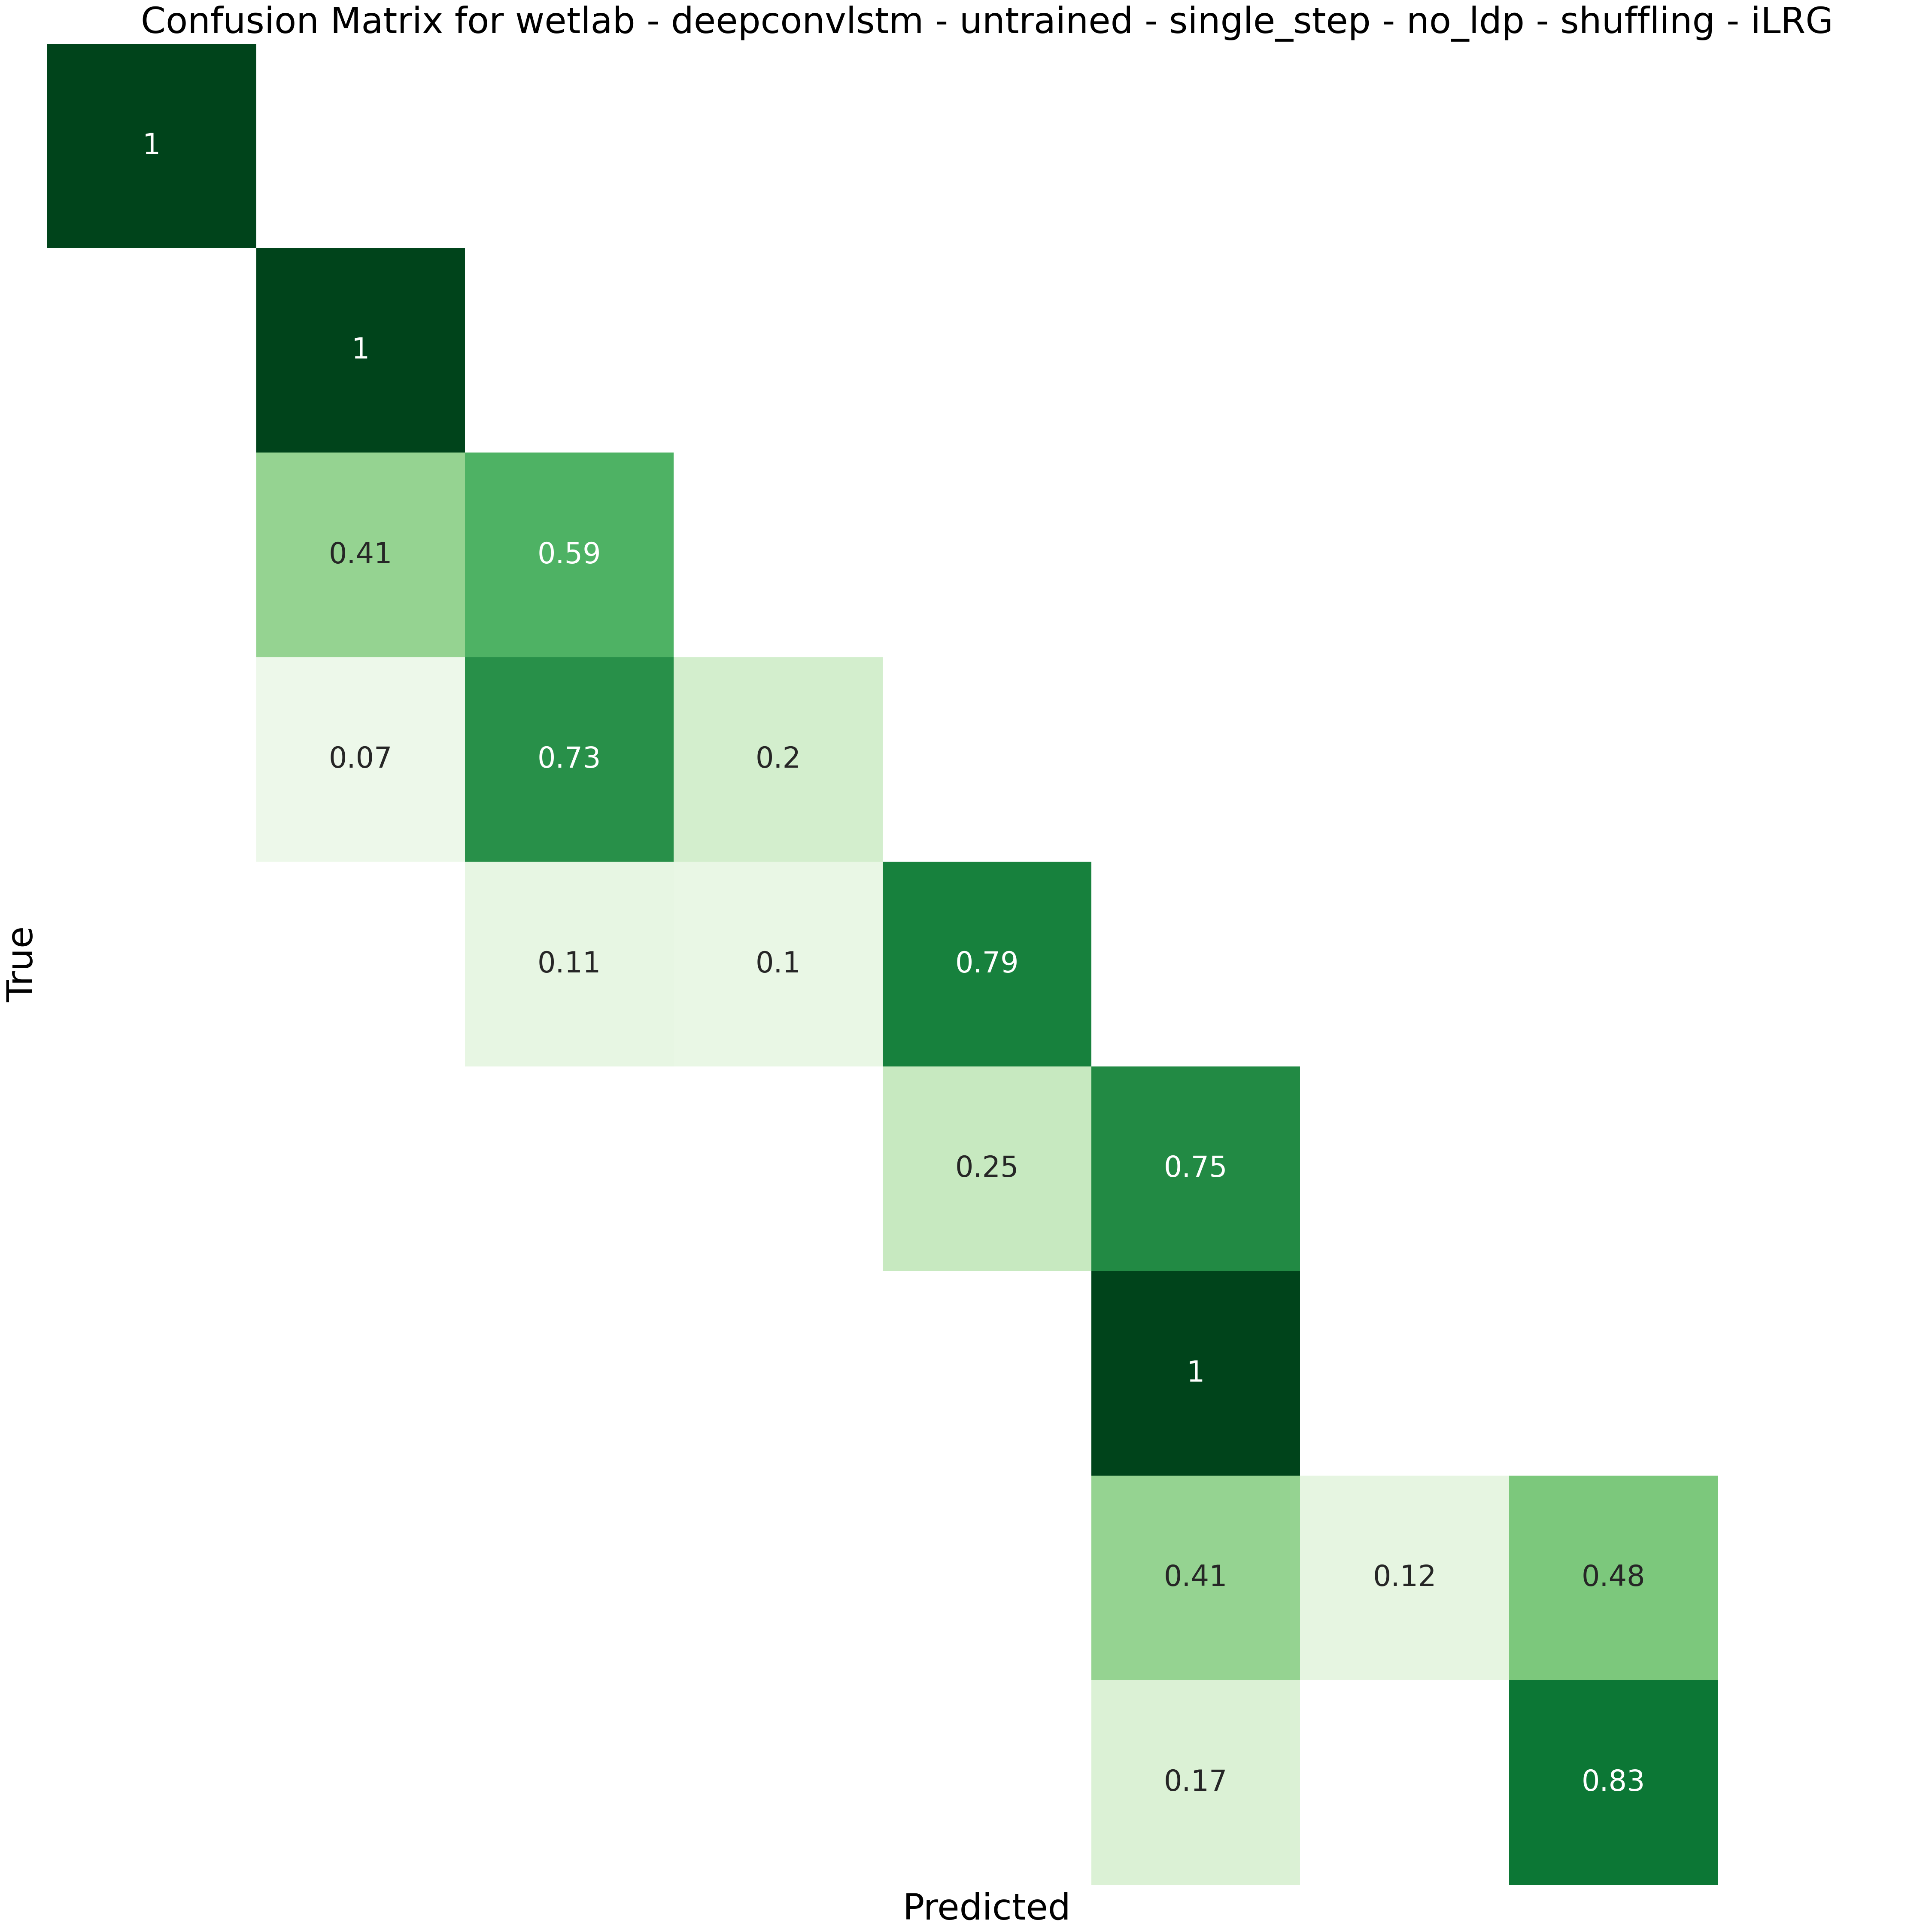 Confusion Matrix for wetlab - deepconvlstm - untrained - single_step - no_ldp - shuffling - iLRG
1
1
0.41 0.59
0.07 0.73 0.2
0.11 0.1 0.79
0.25 0.75
1
0.41 0.12 0.48
0.17 0.83
True
Predicted